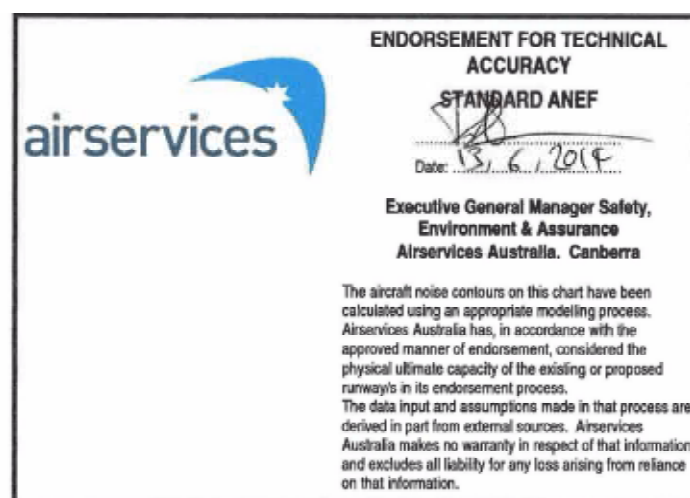 airservices
ENDORSEMENT FOR TECHNICAL
ACCURACY
STANDARD ANEF
Date: 13, 6, 2014
Executive General Manager Safety,
Environment & Assurance
Airservices Australia. Canberra
The aircraft noise contours on this chart have been
calculated using an appropriate modelling process.
Airservices Australia has, in accordance with the
approved manner of endorsement, considered the
physical ultimate capacity of the existing or proposed
runway/s in its endorsement process.
The data input and assumptions made in that process are
derived in part from external sources. Airservices
Australia makes no warranty in respect of that information
and excludes all liability for any loss arising from reliance
on that information.